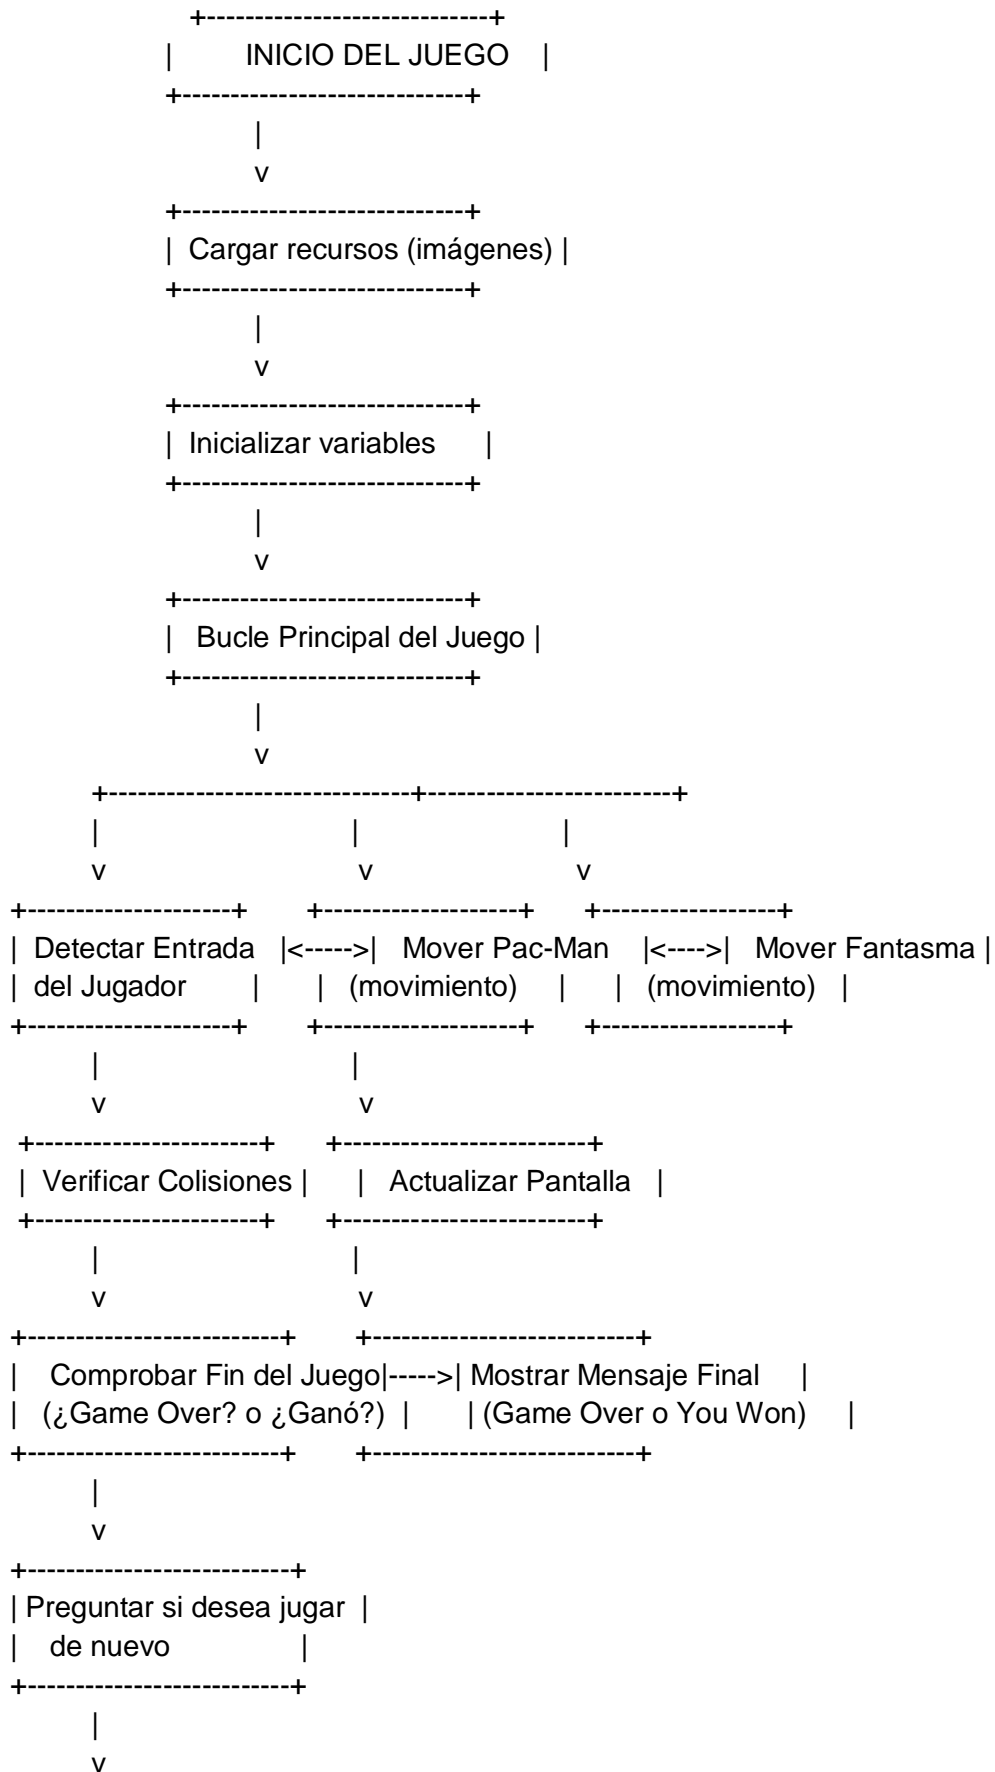 +-----------------------------+
|         INICIO DEL JUEGO    |
+-----------------------------+
|
v
+-----------------------------+
|  Cargar recursos (imágenes) |
+-----------------------------+
|
v
+-----------------------------+
|  Inicializar variables      |
+-----------------------------+
|
v
+-----------------------------+
|   Bucle Principal del Juego |
+-----------------------------+
|
v
+-------------------------------+-------------------------+
|                               |                         |
v                               v                         v
+---------------------+       +--------------------+      +------------------+
|  Detectar Entrada   |<----->|   Mover Pac-Man    |<---->|   Mover Fantasma |
|  del Jugador        |       |   (movimiento)     |      |   (movimiento)   |
+---------------------+       +--------------------+      +------------------+
|                               |
v                               v
+-----------------------+       +-------------------------+
|  Verificar Colisiones |      |   Actualizar Pantalla   |
+-----------------------+       +-------------------------+
|                               |
v                               v
+--------------------------+       +--------------------------+
|    Comprobar Fin del Juego|----->| Mostrar Mensaje Final      |
|   (¿Game Over? o ¿Ganó?)  |      | (Game Over o You Won)     |
+--------------------------+       +--------------------------+
|
v
+--------------------------+
| Preguntar si desea jugar  |
|    de nuevo                |
+--------------------------+
|
v